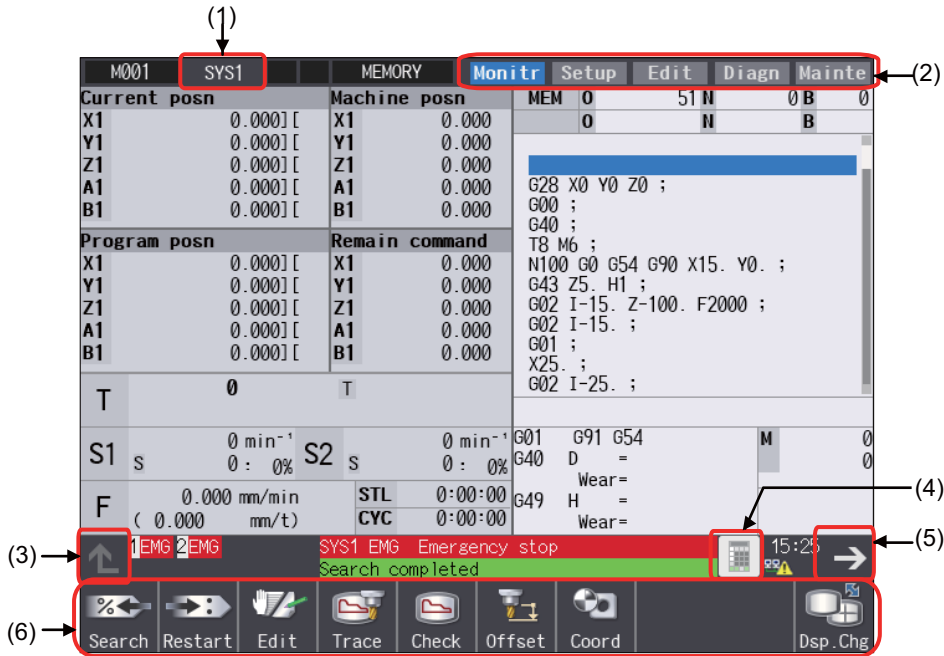 (1)
M001 SYS1 MEMORY Monitr Setup Edit Diagn Mainte
(2)
Current posn Machine posn MEM O 51 N 0 B 0
O N B
X1 0.000][ X1 0.000
Y1 0.000][ Y1 0.000
Z1 0.000][ Z1 0.000
A1 0.000][ A1 0.000
B1 0.000][ B1 0.000
Program posn Remain command
X1 0.000][ X1 0.000
Y1 0.000][ Y1 0.000
Z1 0.000][ Z1 0.000
A1 0.000][ A1 0.000
B1 0.000][ B1 0.000
G28 X0 Y0 Z0 ;
G00 ;
G40 ;
T8 M6 ;
N100 G0 G54 G90 X15. Y0. ;
G43 Z5. H1 ;
G02 I-15. Z-100. F2000 ;
G02 I-15. ;
G01 ;
X25. ;
G02 I-25. ;
T 0 T
S1 0 min⁻¹ S2 0 min⁻¹
S 0 : 0% S 0 : 0%
F 0.000 mm/min STL 0:00:00
( 0.000 mm/t) CYC 0:00:00
G01 G91 G54 M 0
G40 D = 0
Wear=
G49 H =
Wear=
(4)
(3)
1 EMG 2 EMG SYS1 EMG Emergency stop 15:25
(5)
Search completed
(6)
Search Restart Edit Trace Check Offset Coord Dsp.Chg